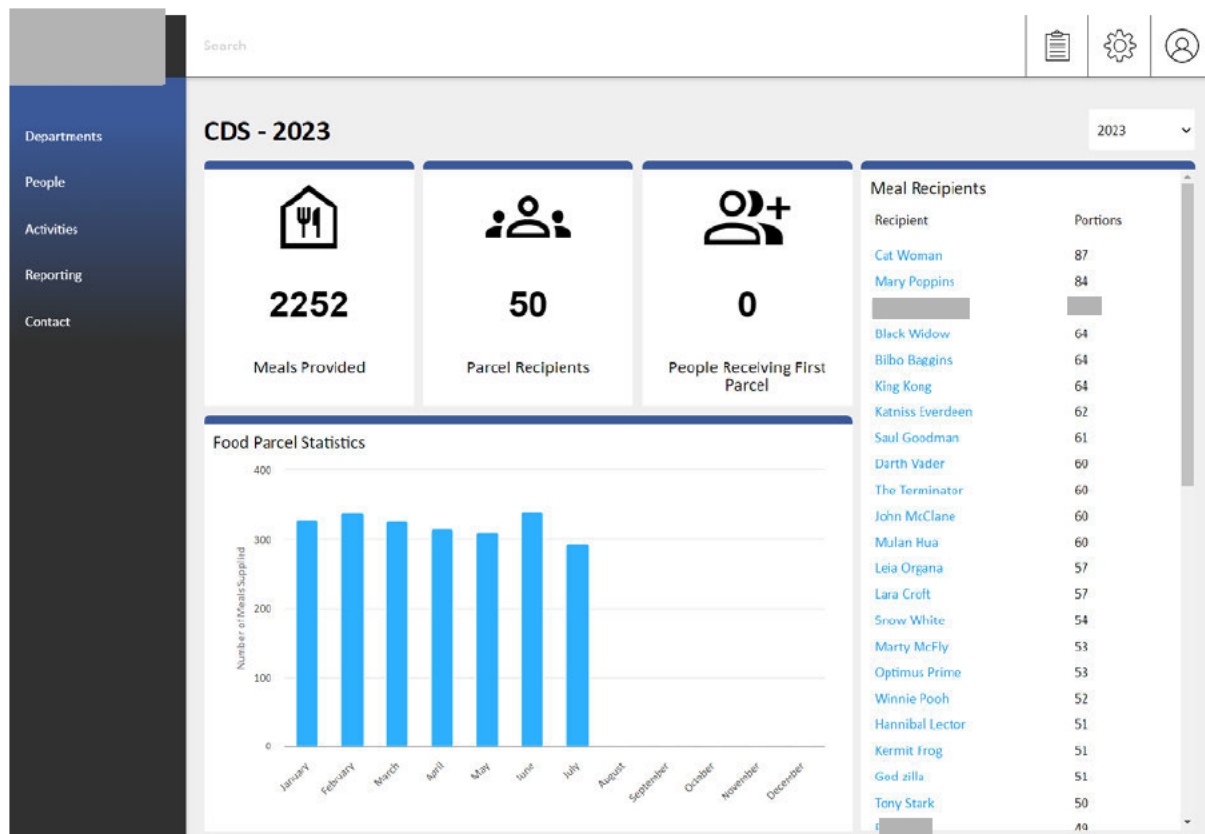 Search
Departments
People
Activities
Reporting
Contact
CDS - 2023
2023
2252
Meals Provided
50
Parcel Recipients
0
People Receiving First
Parcel
Food Parcel Statistics
Number of Meals Supplied
400
300
200
100
0
January
February
March
April
May
June
July
August
September
October
November
December
Meal Recipients
Recipient Portions
Cat Woman 87
Mary Poppins 84
Black Widow 64
Bilbo Baggins 64
King Kong 64
Katniss Everdeen 62
Saul Goodman 61
Darth Vader 60
The Terminator 60
John McClane 60
Mulan Hua 60
Leia Organa 57
Lara Croft 57
Snow White 54
Marty McFly 53
Optimus Prime 53
Winnie Pooh 52
Hannibal Lector 51
Kermit Frog 51
God zilla 51
Tony Stark 50
49